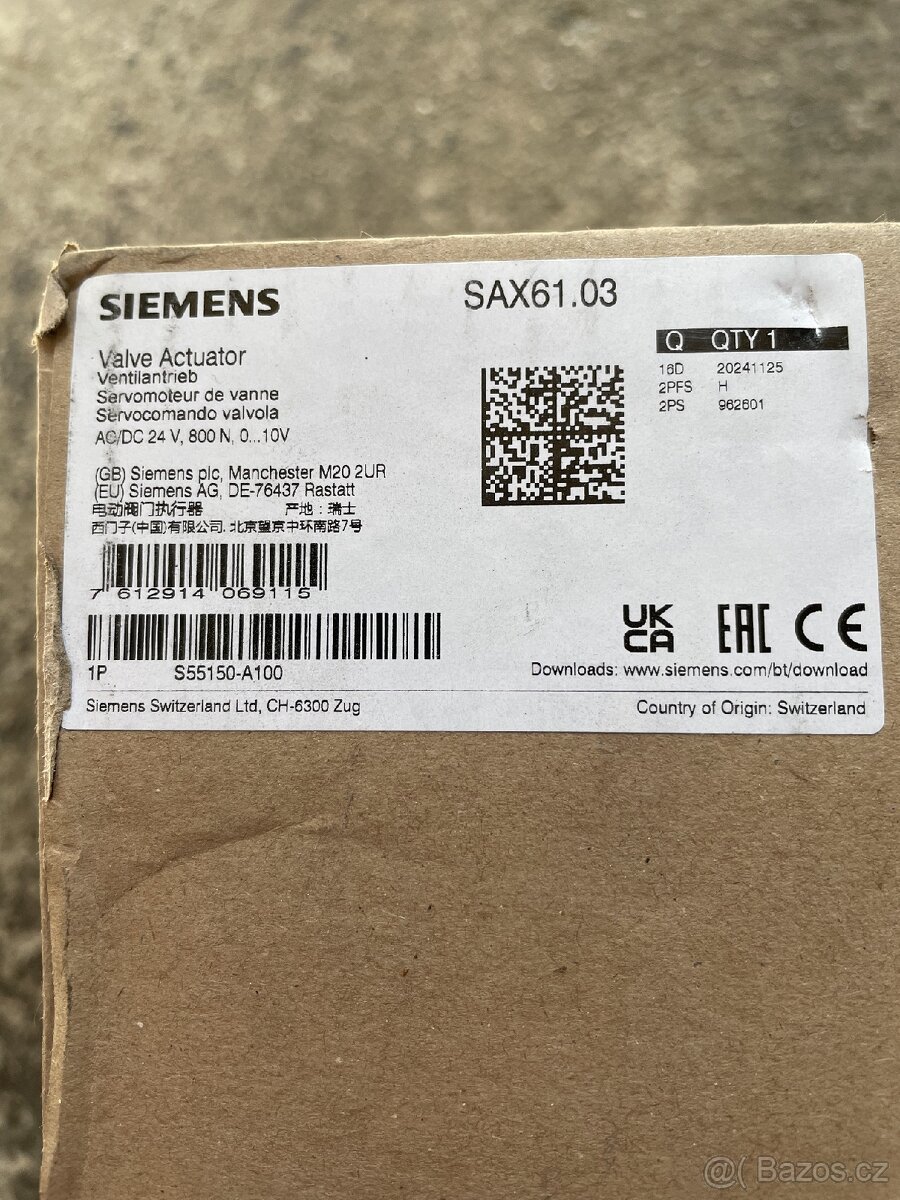 SIEMENS
SAX61.03
Valve Actuator
Ventilantrieb
Servomoteur de vanne
Servocomando valvola
AC/DC 24 V, 800 N, 0...10V
Q QTY 1
16D 20241125
2PFS H
2PS 962601
(GB) Siemens plc, Manchester M20 2UR
(EU) Siemens AG, DE-76437 Rastatt
电动阀门执行器 产地: 瑞士
西门子(中国)有限公司. 北京望京中环南路7号
7 612914 069115
1P S55150-A100
UK
CA
EAC CE
Downloads: www.siemens.com/bt/download
Siemens Switzerland Ltd, CH-6300 Zug
Country of Origin: Switzerland
@( Bazos.cz